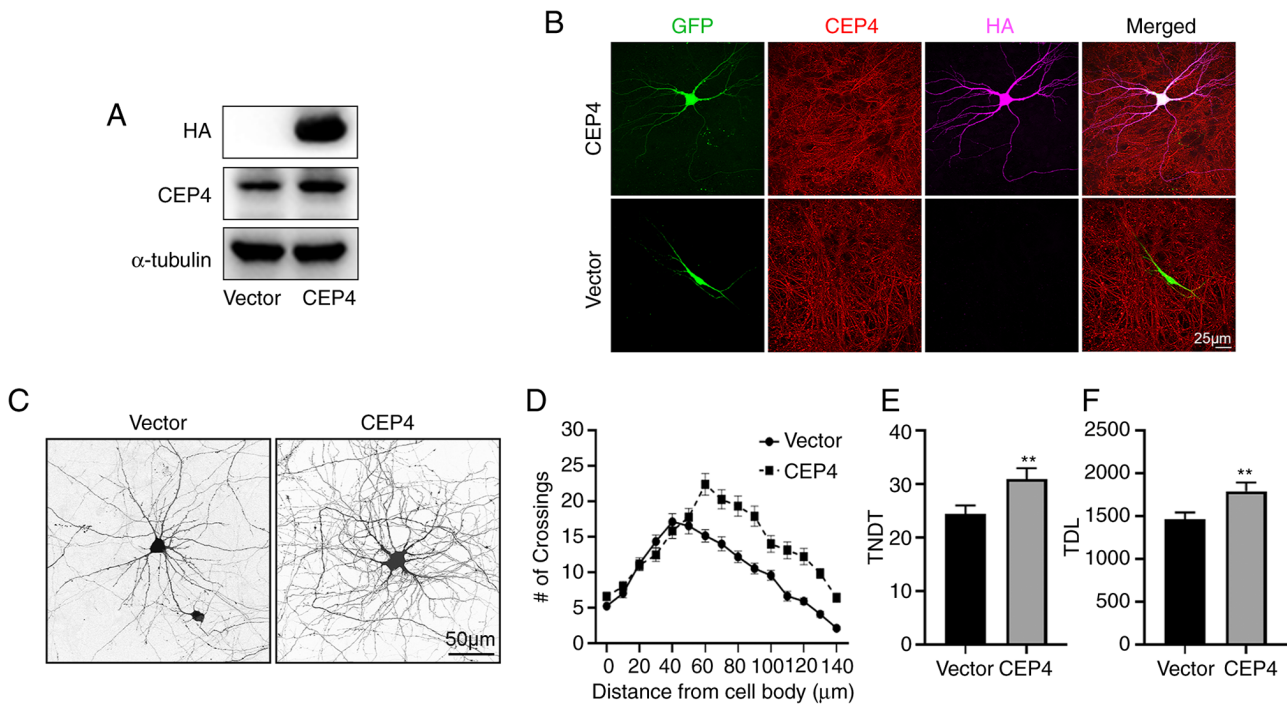 A
HA
CEP4
α-tubulin
Vector CEP4
B
GFP CEP4 HA Merged
CEP4
Vector
25μm
C
Vector CEP4
50μm
D
30
25
20
15
10
5
0
# of Crossings
Vector
CEP4
0 20 40 60 80 100 120 140
Distance from cell body (μm)
E
40
30
20
10
0
TNDT
**
Vector CEP4
F
2500
2000
1500
1000
500
0
TDL
**
Vector CEP4